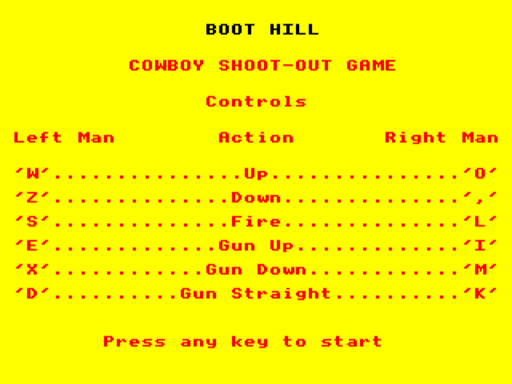 BOOT HILL
COWBOY SHOOT-OUT GAME
Controls
Left Man Action Right Man
'W'...............Up...............'O'
'Z'..............Down..............','
'S'..............Fire..............'L'
'E'.............Gun Up.............'I'
'X'............Gun Down............'M'
'D'..........Gun Straight..........'K'
Press any key to start